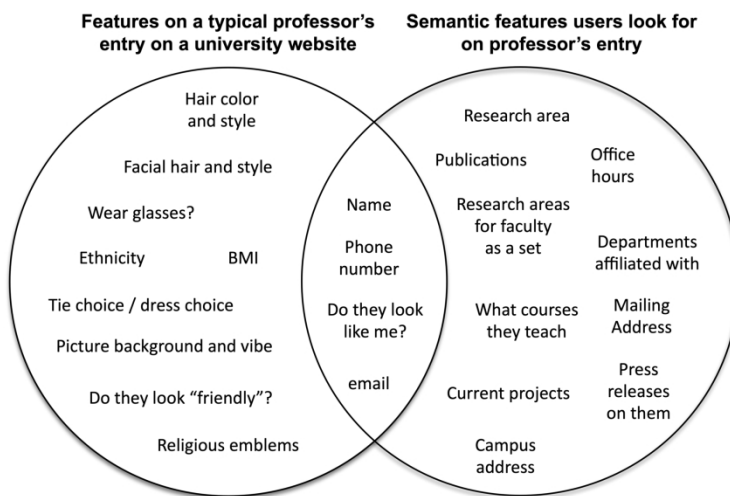 Features on a typical professor’s
entry on a university website
Semantic features users look for
on professor’s entry
Hair color
and style
Facial hair and style
Wear glasses?
Ethnicity
BMI
Tie choice / dress choice
Picture background and vibe
Do they look “friendly”?
Religious emblems
Name
Phone
number
Do they look
like me?
email
Research area
Publications
Office
hours
Research areas
for faculty
as a set
Departments
affiliated with
What courses
they teach
Mailing
Address
Current projects
Press
releases
on them
Campus
address